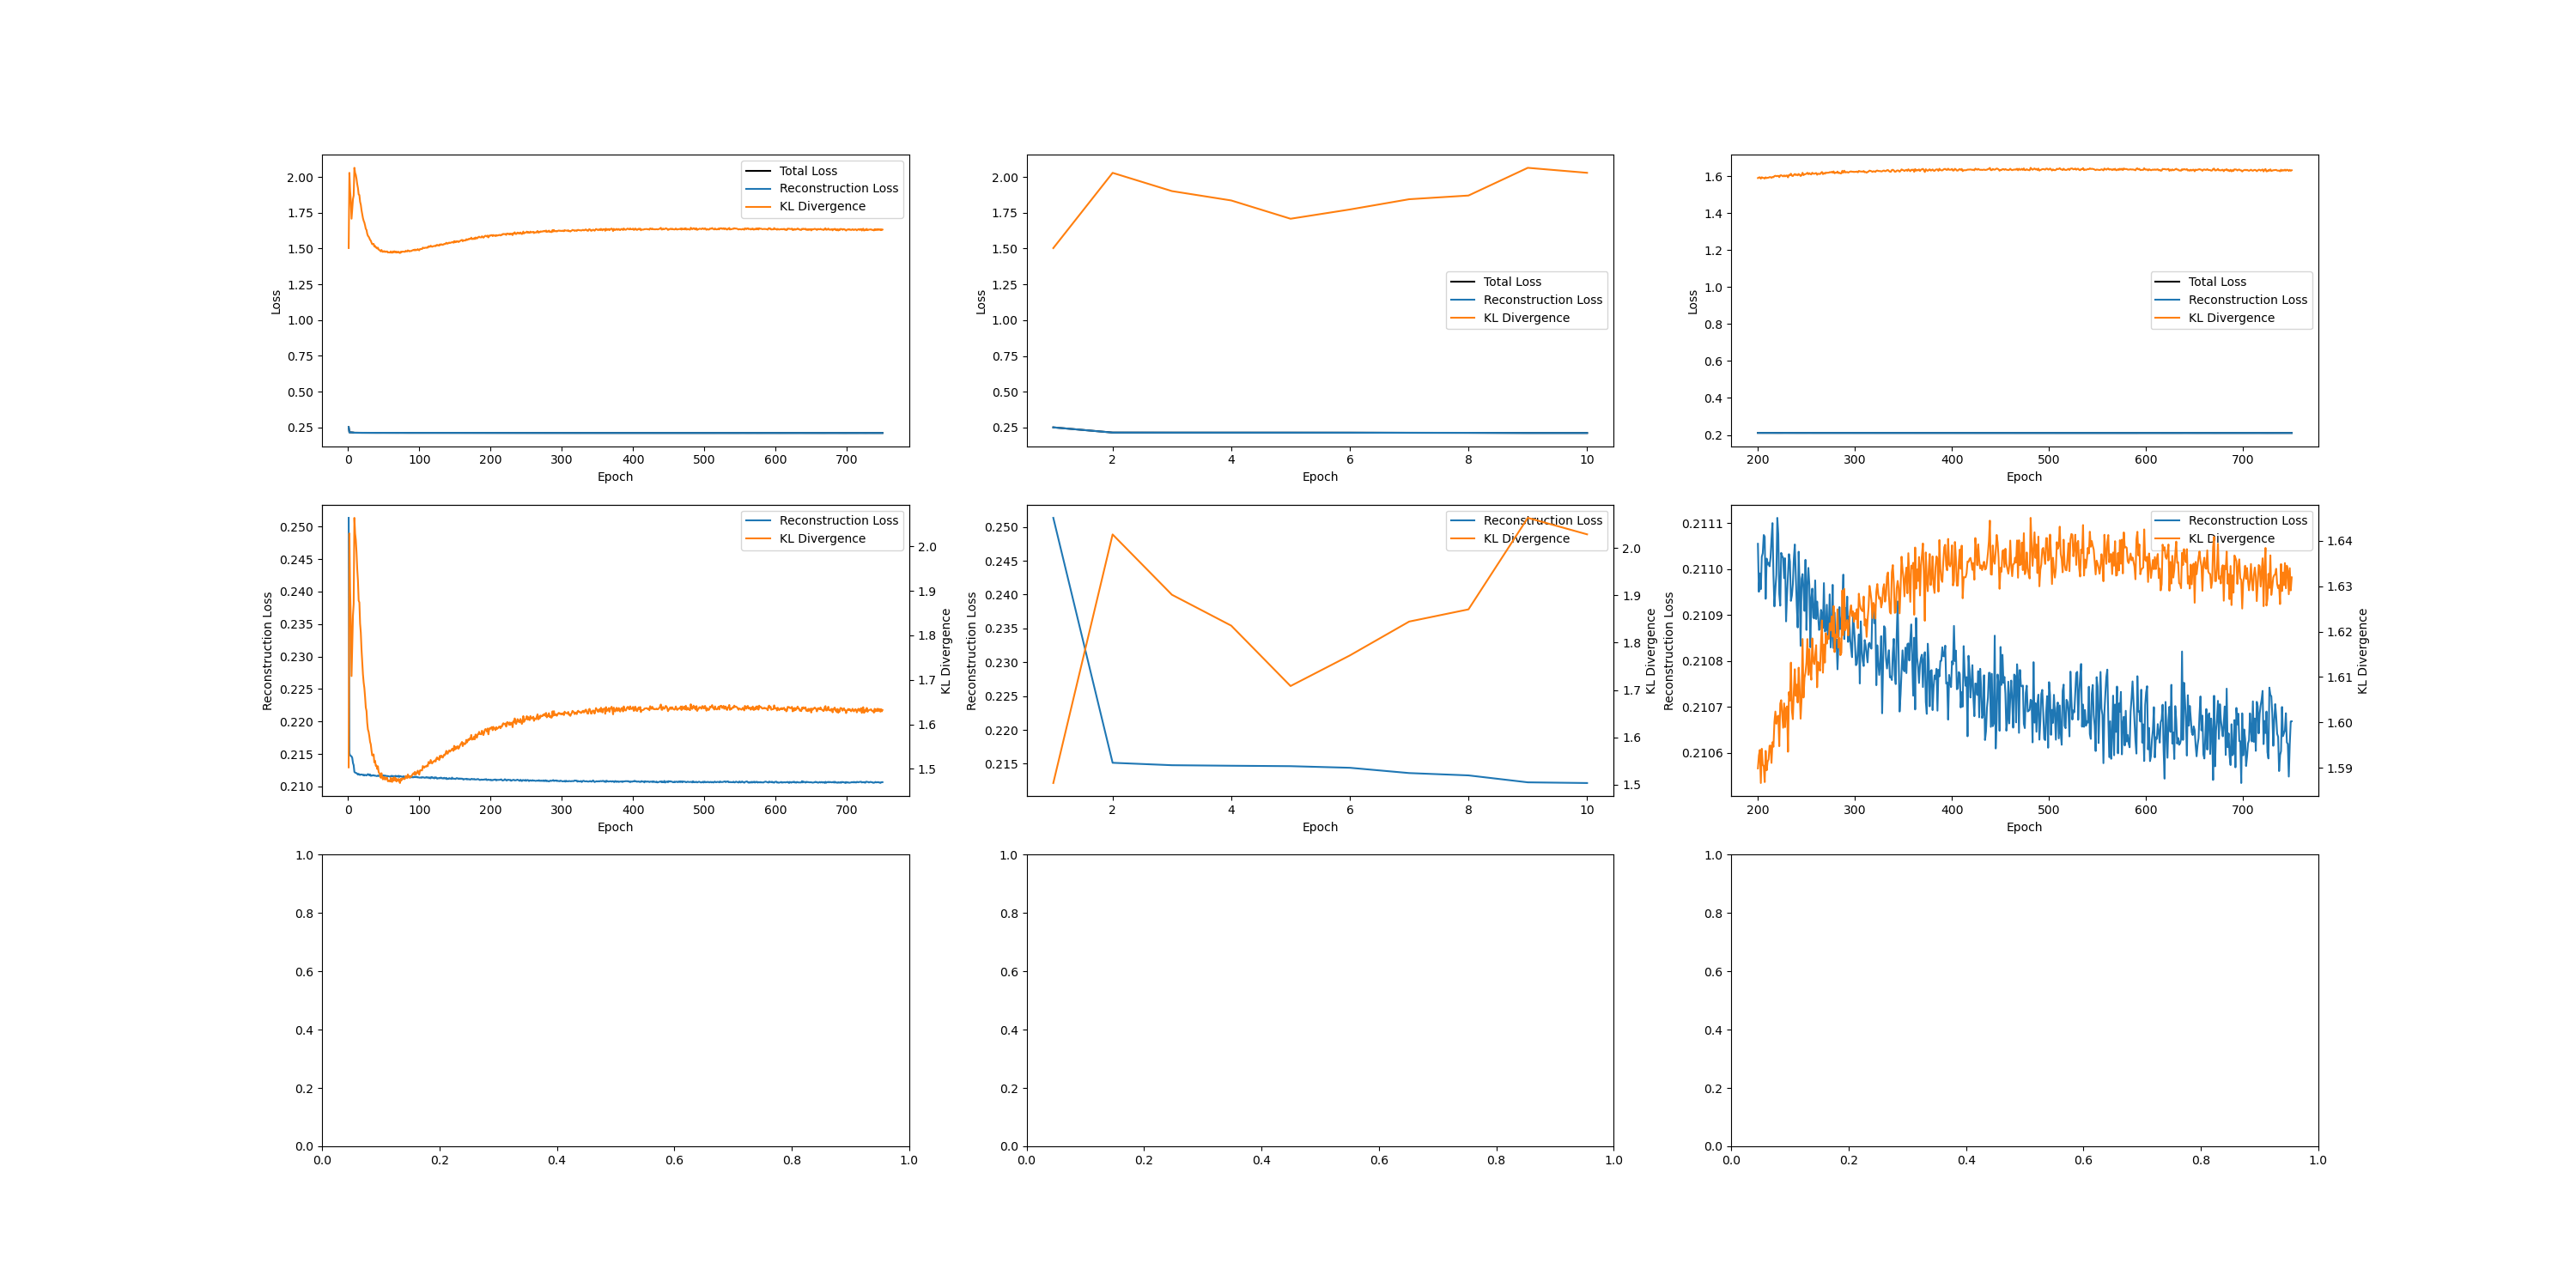 2.00
1.75
1.50
1.25
1.00
0.75
0.50
0.25
Loss
0 100 200 300 400 500 600 700
Epoch
Total Loss
Reconstruction Loss
KL Divergence
2.00
1.75
1.50
1.25
1.00
0.75
0.50
0.25
Loss
2 4 6 8 10
Epoch
Total Loss
Reconstruction Loss
KL Divergence
1.6
1.4
1.2
1.0
0.8
0.6
0.4
0.2
Loss
200 300 400 500 600 700
Epoch
Total Loss
Reconstruction Loss
KL Divergence
0.250
0.245
0.240
0.235
0.230
0.225
0.220
0.215
0.210
Reconstruction Loss
0 100 200 300 400 500 600 700
Epoch
Reconstruction Loss
KL Divergence
2.0
1.9
1.8
1.7
1.6
1.5
KL Divergence
0.250
0.245
0.240
0.235
0.230
0.225
0.220
0.215
Reconstruction Loss
2 4 6 8 10
Epoch
Reconstruction Loss
KL Divergence
2.0
1.9
1.8
1.7
1.6
1.5
KL Divergence
0.2111
0.2110
0.2109
0.2108
0.2107
0.2106
Reconstruction Loss
200 300 400 500 600 700
Epoch
Reconstruction Loss
KL Divergence
1.64
1.63
1.62
1.61
1.60
1.59
KL Divergence
1.0
0.8
0.6
0.4
0.2
0.0
0.0 0.2 0.4 0.6 0.8 1.0
1.0
0.8
0.6
0.4
0.2
0.0
0.0 0.2 0.4 0.6 0.8 1.0
1.0
0.8
0.6
0.4
0.2
0.0
0.0 0.2 0.4 0.6 0.8 1.0